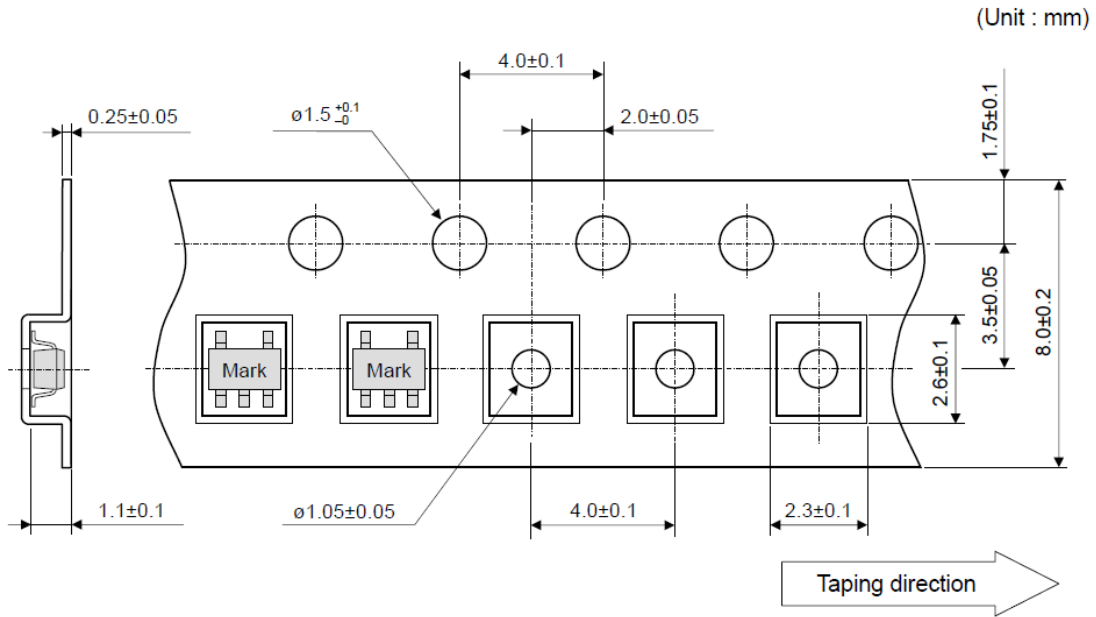 (Unit : mm)
4.0±0.1
0.25±0.05
ø1.5 +0.1 −0
2.0±0.05
1.75±0.1
3.5±0.05
8.0±0.2
2.6±0.1
Mark
Mark
1.1±0.1
ø1.05±0.05
4.0±0.1
2.3±0.1
Taping direction